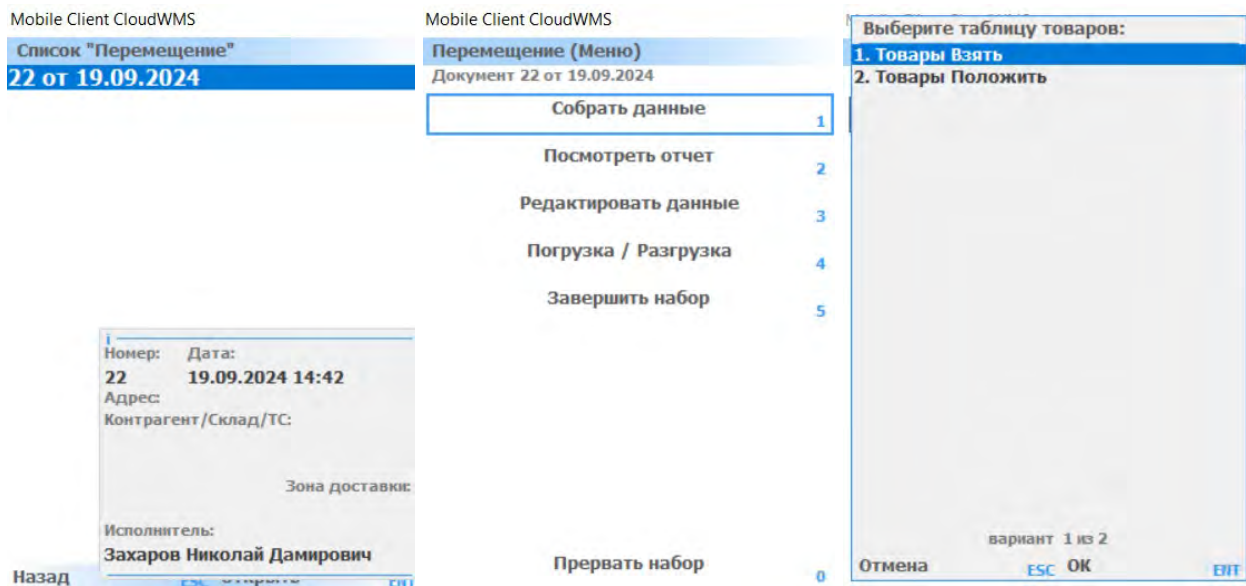 Mobile Client CloudWMS
Список "Перемещение"
22 от 19.09.2024
i
Номер: Дата:
22 19.09.2024 14:42
Адрес:
Контрагент/Склад/ТС:
Зона доставки:
Исполнитель:
Захаров Николай Дамирович
Назад
Mobile Client CloudWMS
Перемещение (Меню)
Документ 22 от 19.09.2024
Собрать данные 1
Посмотреть отчет 2
Редактировать данные 3
Погрузка / Разгрузка 4
Завершить набор 5
Прервать набор 0
Выберите таблицу товаров:
1. Товары Взять
2. Товары Положить
вариант 1 из 2
Отмена ESC OK ENT